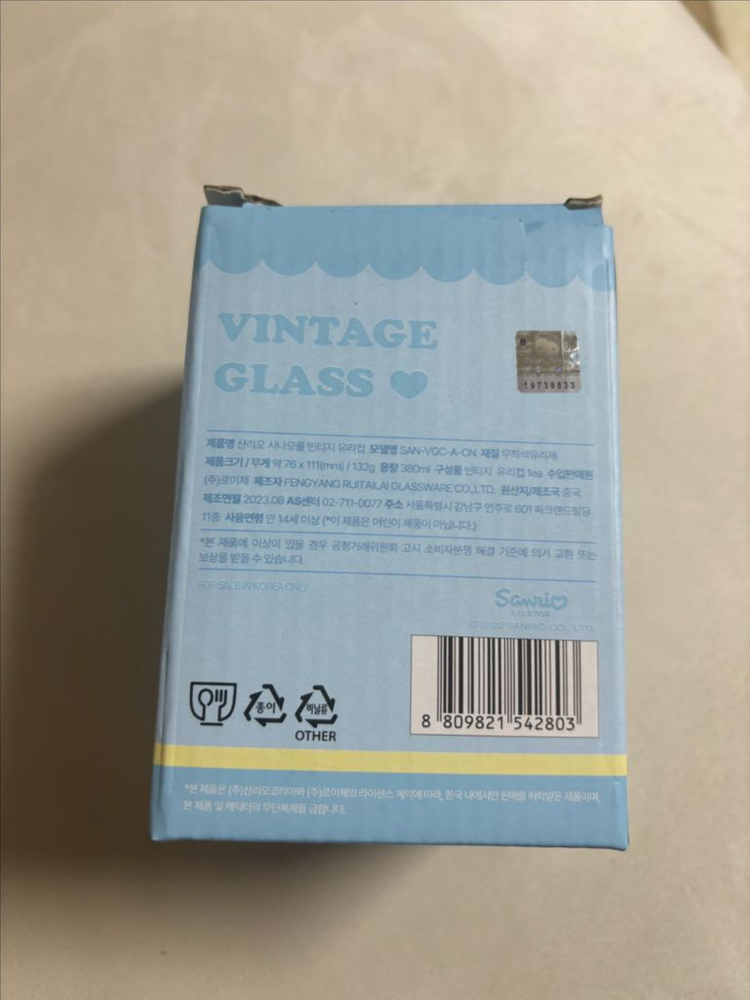 VINTAGE
GLASS
19736633
제품명 산리오 시나모롤 빈티지 유리컵 모델명 SAN-VGC-A-CN 재질 무착색유리제
제품크기 / 무게 약 76 x 111(mm) / 132g 용량 380ml 구성품 빈티지 유리컵 1ea 수입판매원
(주)로이체 제조자 FENGYANG RUITAILAI GLASSWARE CO., LTD. 원산지/제조국 중국
제조연월 2023.08 AS센터 02-711-0077 주소 서울특별시 강남구 언주로 601 파크랜드빌딩
11층 사용연령 만 14세 이상 (*이 제품은 어린이 제품이 아닙니다.)
*본 제품에 이상이 있을 경우 공정거래위원회 고시 소비자분쟁 해결 기준에 의거 교환 또는
보상을 받을 수 있습니다.
FOR SALE IN KOREA ONLY
Sanrio
LICENSE
SANRIO CO., LTD.
8 809821 542803
종이
비닐류
OTHER
*본 제품은 (주)산리오코리아와 (주)로이체의 라이센스 계약에 따라, 한국 내에서만 판매를 허락받은 제품이며,
본 제품 및 캐릭터의 무단복제를 금합니다.